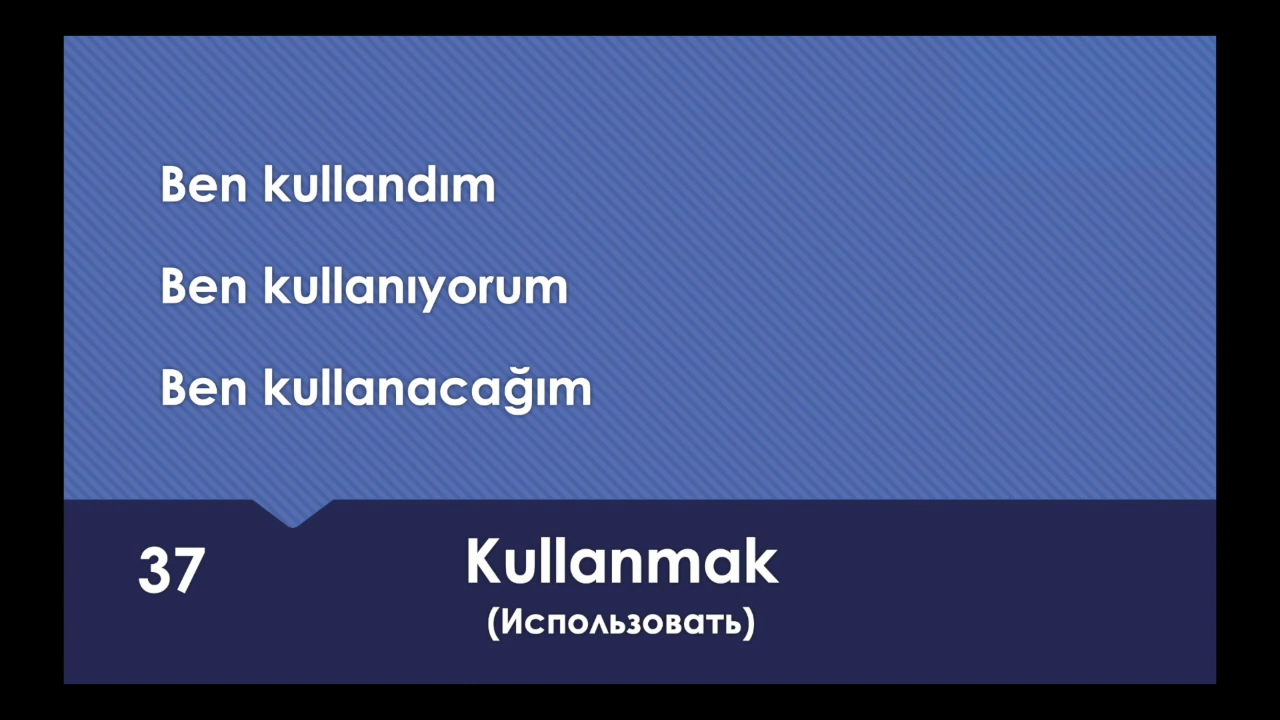 Ben kullandım
Ben kullanıyorum
Ben kullanacağım
37
Kullanmak
(Использовать)